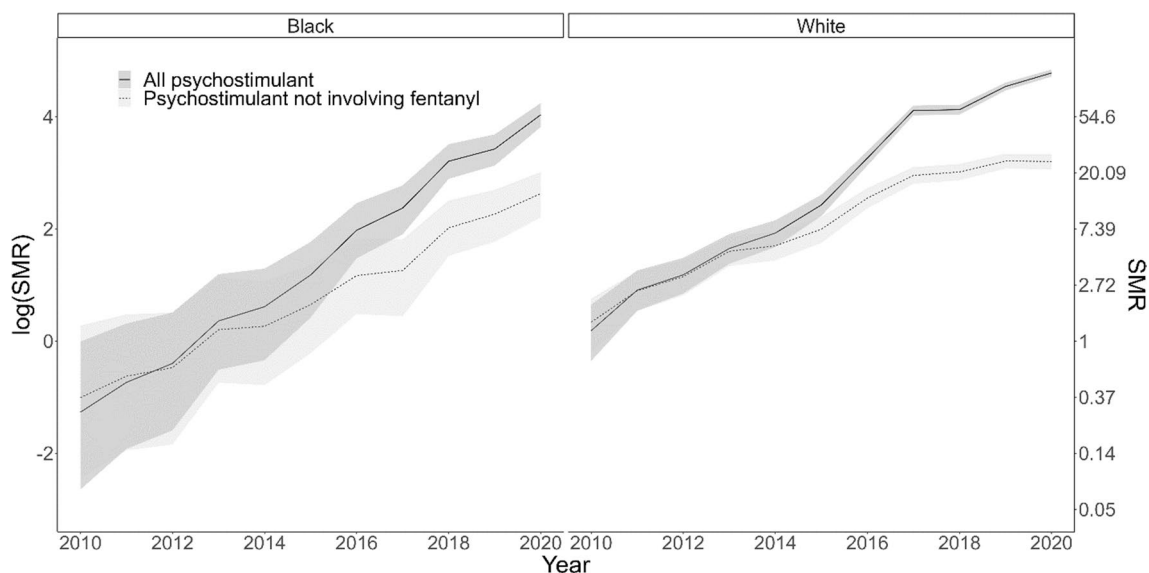 Black
White
All psychostimulant
Psychostimulant not involving fentanyl
log(SMR)
4
2
0
-2
54.6
20.09
7.39
2.72
1
0.37
0.14
0.05
SMR
2010 2012 2014 2016 2018 2020
2010 2012 2014 2016 2018 2020
Year